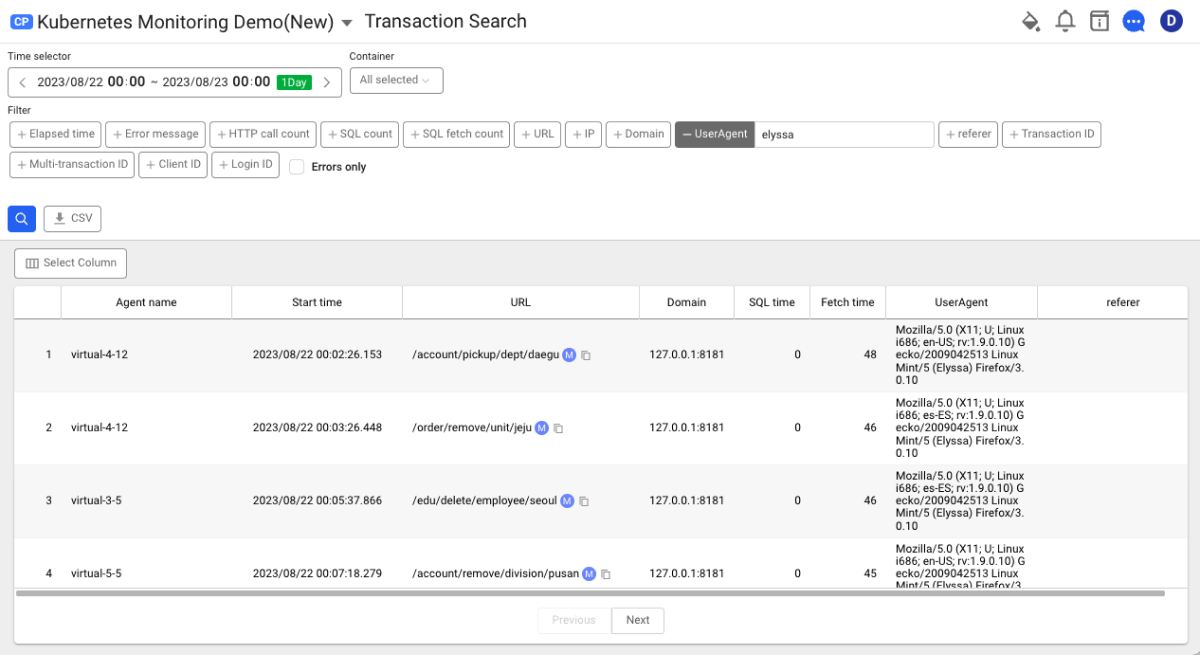 CP Kubernetes Monitoring Demo(New) Transaction Search D
Time selector Container
2023/08/22 00:00 ~ 2023/08/23 00:00 1Day All selected
Filter
+ Elapsed time + Error message + HTTP call count + SQL count + SQL fetch count + URL + IP + Domain — UserAgent elyssa + referer + Transaction ID
+ Multi-transaction ID + Client ID + Login ID Errors only
CSV
Select Column
Agent name Start time URL Domain SQL time Fetch time UserAgent referer
1 virtual-4-12 2023/08/22 00:02:26.153 /account/pickup/dept/daegu M 127.0.0.1:8181 0 48
Mozilla/5.0 (X11; U; Linux
i686; en-US; rv:1.9.0.10) G
ecko/2009042513 Linux
Mint/5 (Elyssa) Firefox/3.
0.10
2 virtual-4-12 2023/08/22 00:03:26.448 /order/remove/unit/jeju M 127.0.0.1:8181 0 46
Mozilla/5.0 (X11; U; Linux
i686; es-ES; rv:1.9.0.10) G
ecko/2009042513 Linux
Mint/5 (Elyssa) Firefox/3.
0.10
3 virtual-3-5 2023/08/22 00:05:37.866 /edu/delete/employee/seoul M 127.0.0.1:8181 0 46
Mozilla/5.0 (X11; U; Linux
i686; es-ES; rv:1.9.0.10) G
ecko/2009042513 Linux
Mint/5 (Elyssa) Firefox/3.
0.10
4 virtual-5-5 2023/08/22 00:07:18.279 /account/remove/division/pusan M 127.0.0.1:8181 0 45
Mozilla/5.0 (X11; U; Linux
i686; en-US; rv:1.9.0.10) G
ecko/2009042513 Linux
Mint/5 (Elyssa) Firefox/3.
Previous Next